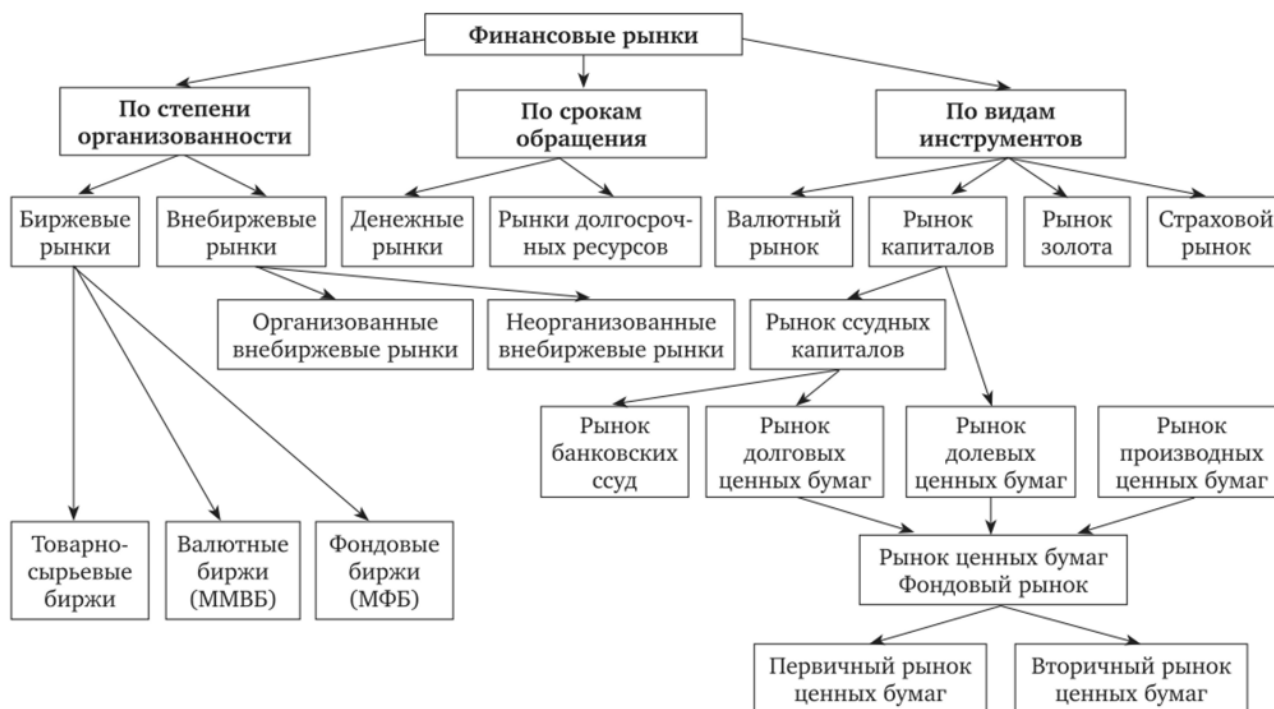 Финансовые рынки
По степени
организованности
По срокам
обращения
По видам
инструментов
Биржевые
рынки
Внебиржевые
рынки
Денежные
рынки
Рынки долгосроч-
ных ресурсов
Валютный
рынок
Рынок
капиталов
Рынок
золота
Страховой
рынок
Организованные
внебиржевые рынки
Неорганизованные
внебиржевые рынки
Рынок ссудных
капиталов
Рынок
банковских
ссуд
Рынок
долговых
ценных бумаг
Рынок
долевых
ценных бумаг
Рынок
производных
ценных бумаг
Товарно-
сырьевые
биржи
Валютные
биржи
(ММВБ)
Фондовые
биржи
(МФБ)
Рынок ценных бумаг
Фондовый рынок
Первичный рынок
ценных бумаг
Вторичный рынок
ценных бумаг